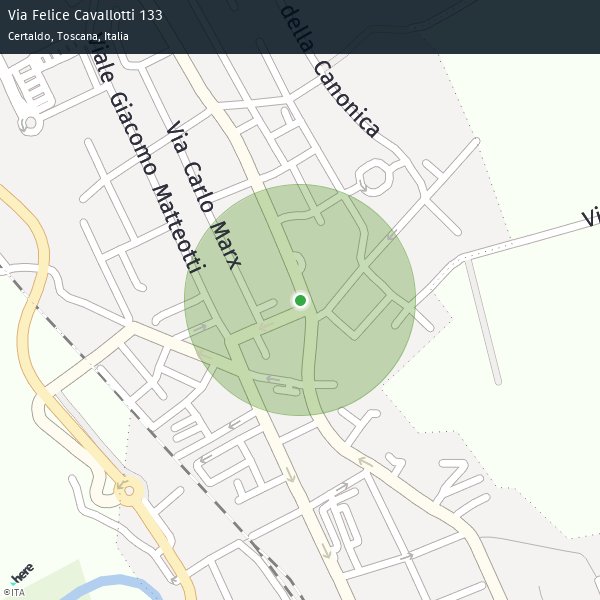 Via Felice Cavallotti 133
Certaldo, Toscana, Italia
della Canonica
Viale Giacomo Matteotti
Via Carlo Marx
here
©ITA